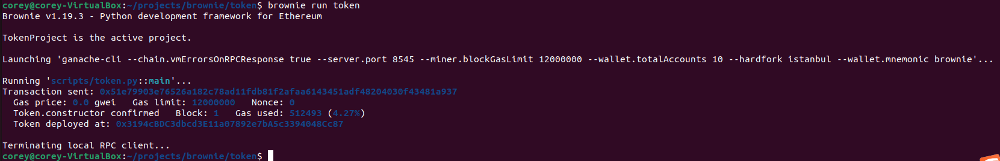 corey@corey-VirtualBox:~/projects/brownie/token$ brownie run token
Brownie v1.19.3 - Python development framework for Ethereum
TokenProject is the active project.
Launching 'ganache-cli --chain.vmErrorsOnRPCResponse true --server.port 8545 --miner.blockGasLimit 12000000 --wallet.totalAccounts 10 --hardfork istanbul --wallet.mnemonic brownie'...
Running 'scripts/token.py::main'...
Transaction sent: 0x51e79903e76526a182c78ad11fdb81f2afaa6143451adf48204030f43481a937
  Gas price: 0.0 gwei   Gas limit: 12000000   Nonce: 0
  Token.constructor confirmed   Block: 1   Gas used: 512493 (4.27%)
  Token deployed at: 0x3194cBDC3dbcd3E11a07892e7bA5c3394048Cc87
Terminating local RPC client...
corey@corey-VirtualBox:~/projects/brownie/token$